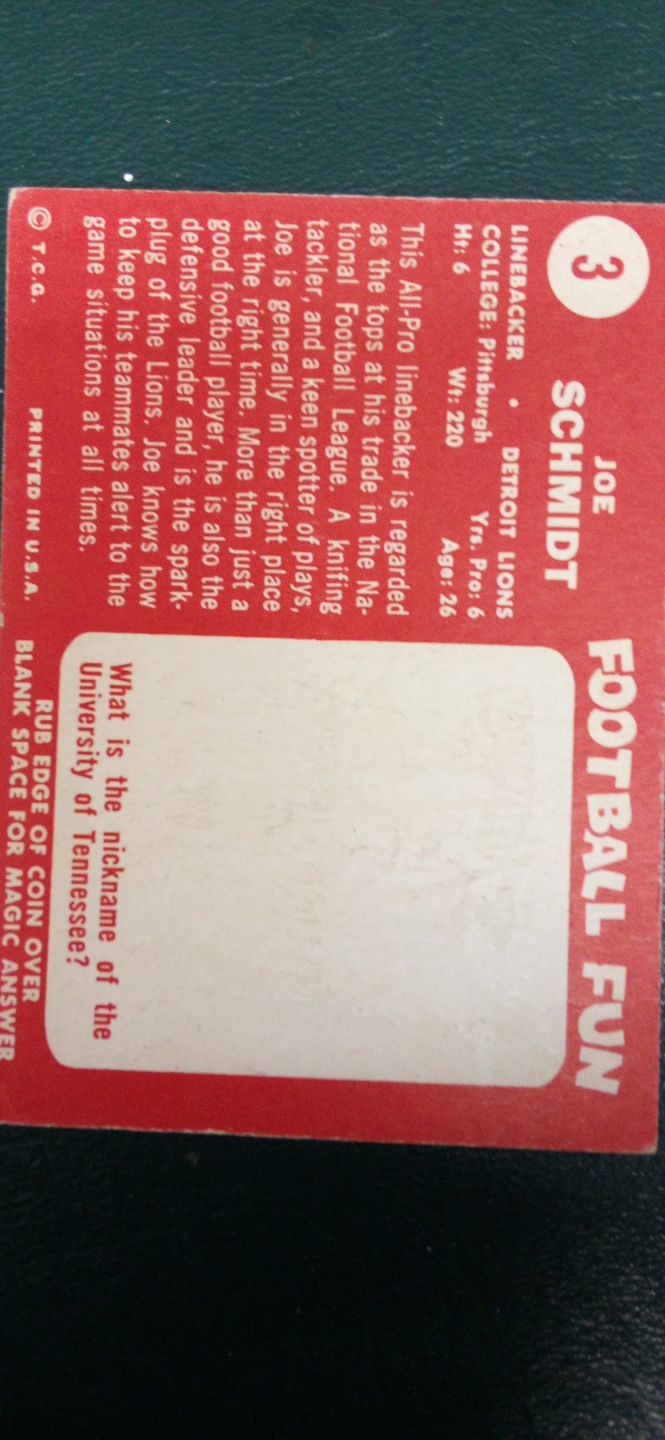 3
JOE
SCHMIDT
LINEBACKER • DETROIT LIONS
COLLEGE: Pittsburgh Yrs. Pro: 6
Ht: 6 Wt: 220 Age: 26
This All-Pro linebacker is regarded
as the tops at his trade in the Na-
tional Football League. A knifing
tackler, and a keen spotter of plays,
Joe is generally in the right place
at the right time. More than just a
good football player, he is also the
defensive leader and is the spark-
plug of the Lions. Joe knows how
to keep his teammates alert to the
game situations at all times.
© T.C.G. PRINTED IN U.S.A.
FOOTBALL FUN
What is the nickname of the
University of Tennessee?
RUB EDGE OF COIN OVER
BLANK SPACE FOR MAGIC ANSWER